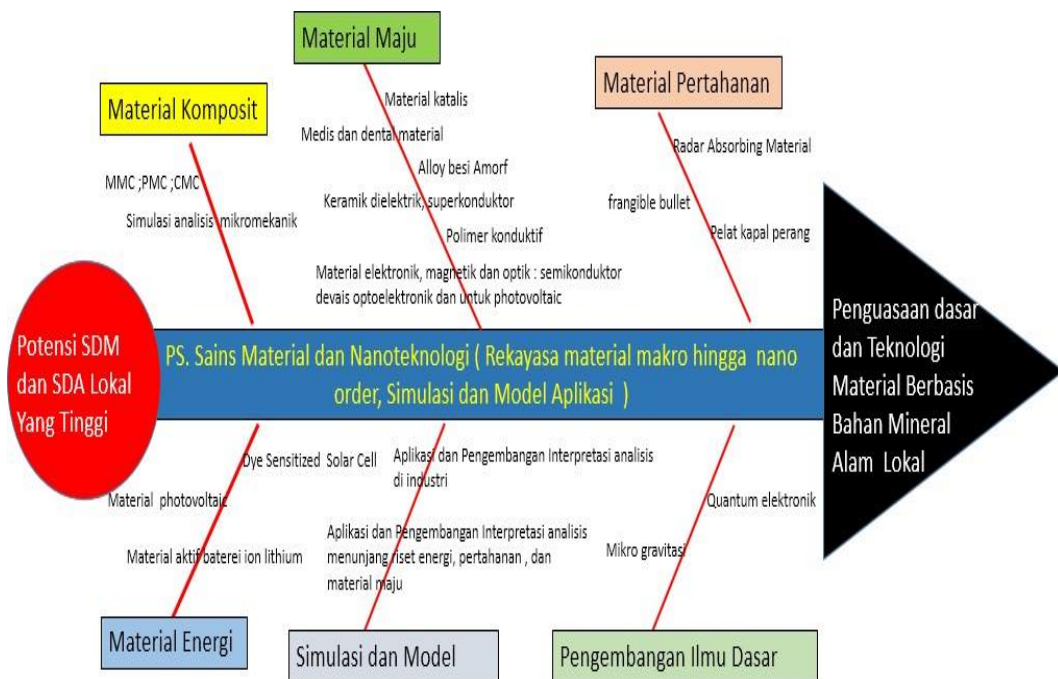 Material Maju
Material Komposit
Material Pertahanan
Material katalis
Medis dan dental material
Alloy besi Amorf
Keramik dielektrik, superkonduktor
Polimer konduktif
Material elektronik, magnetik dan optik : semikonduktor
devais optoelektronik dan untuk photovoltaic
MMC ;PMC ;CMC
Simulasi analisis mikromekanik
Radar Absorbing Material
frangible bullet
Pelat kapal perang
Potensi SDM
dan SDA Lokal
Yang Tinggi
PS. Sains Material dan Nanoteknologi ( Rekayasa material makro hingga nano
order, Simulasi dan Model Aplikasi )
Penguasaan dasar
dan Teknologi
Material Berbasis
Bahan Mineral
Alam Lokal
Dye Sensitized Solar Cell
Material photovoltaic
Material aktif baterei ion lithium
Aplikasi dan Pengembangan Interpretasi analisis
di industri
Aplikasi dan Pengembangan Interpretasi analisis
menunjang riset energi, pertahanan , dan
material maju
Quantum elektronik
Mikro gravitasi
Material Energi
Simulasi dan Model
Pengembangan Ilmu Dasar